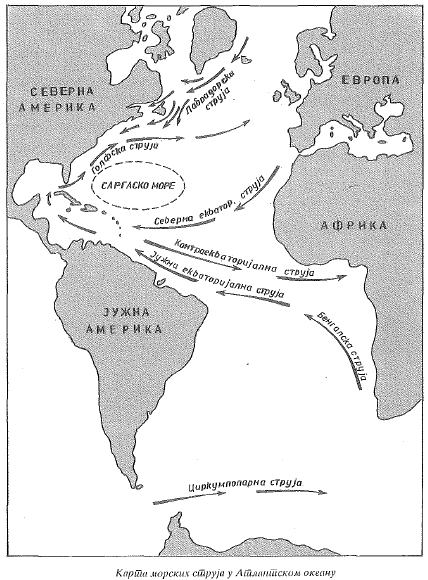 СЕВЕРНА
АМЕРИКА
ЕВРОПА
Лабрадорска
струја
Голфска струја
САРГАСКО МОРЕ
Северна екватор. струја
АФРИКА
Контраекваторијална струја
Јужна екваторијална струја
ЈУЖНА
АМЕРИКА
Бенгалска струја
Циркумполарна струја
Карта морских струја у Атлантском океану